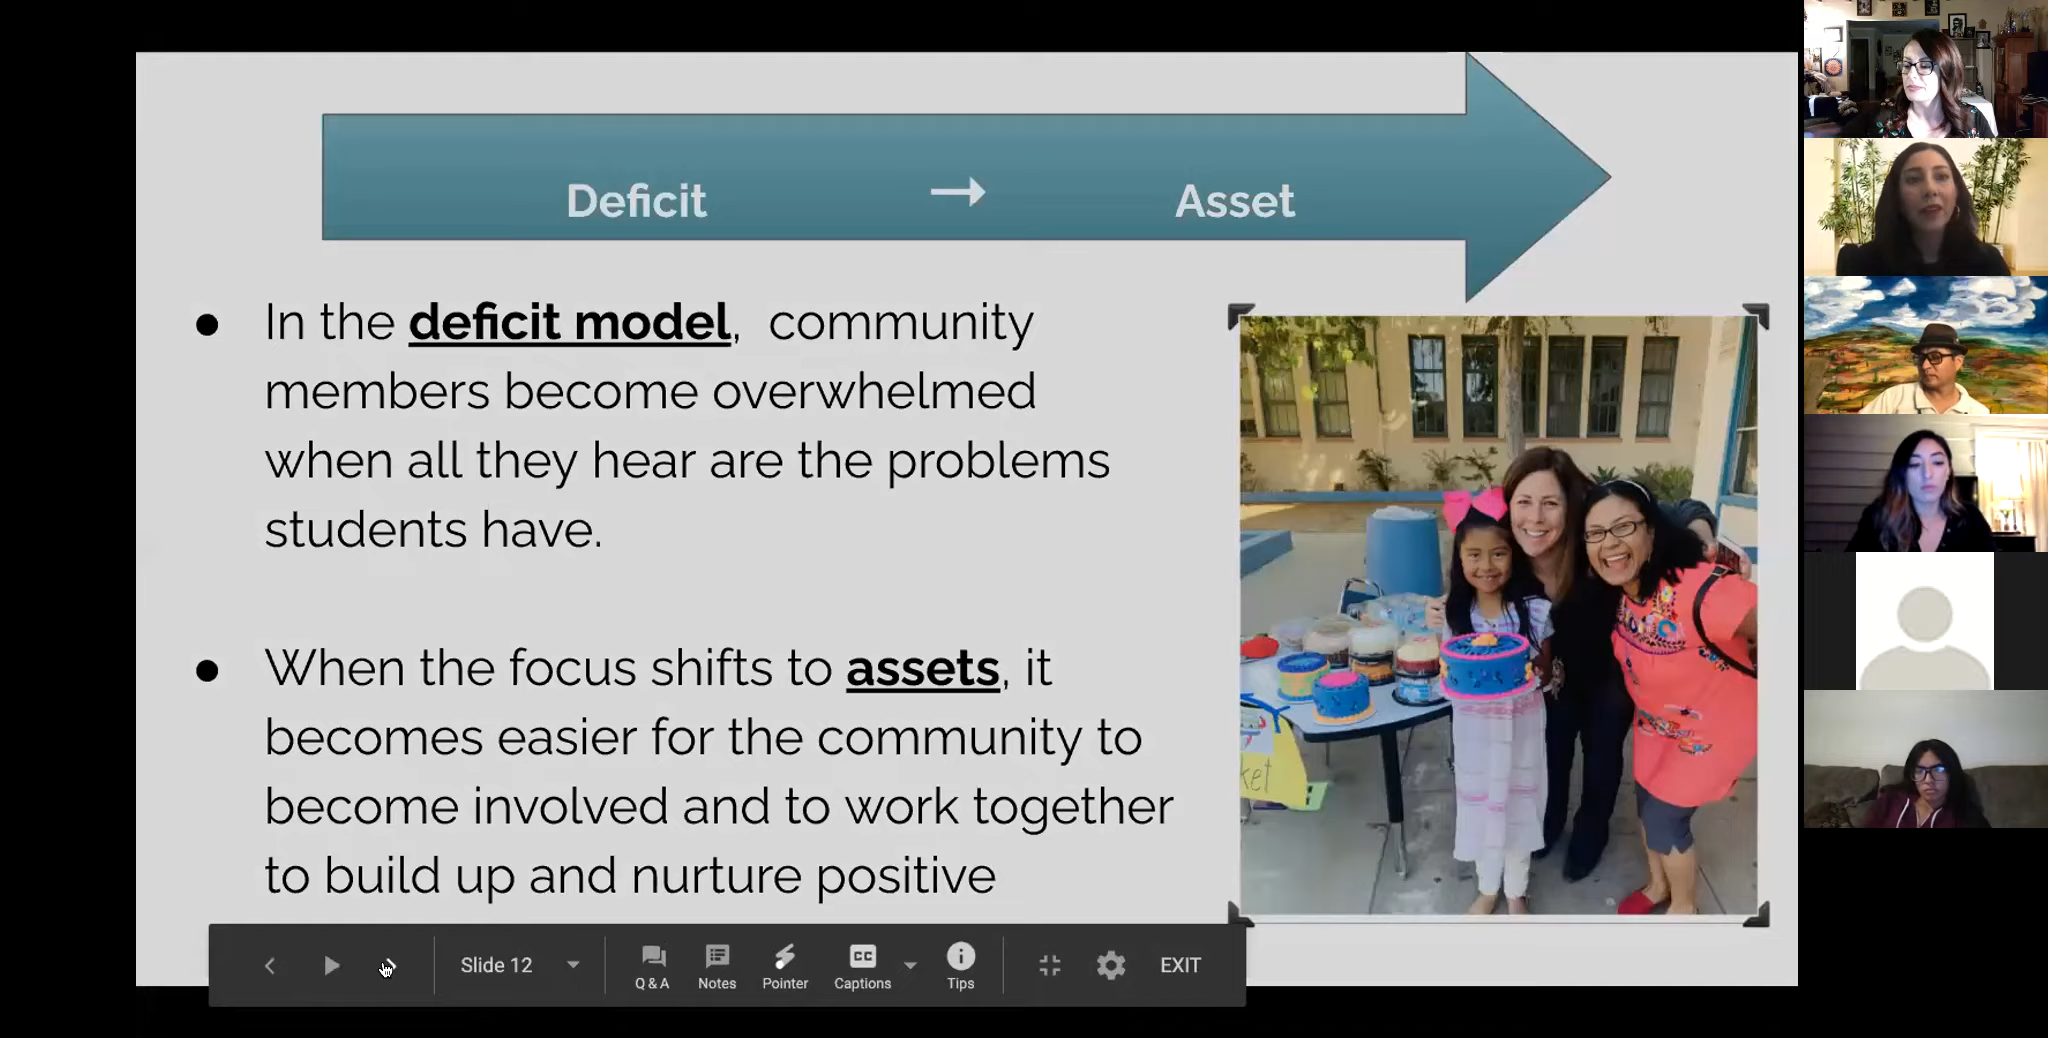 Deficit → Asset
● In the deficit model, community
members become overwhelmed
when all they hear are the problems
students have.
● When the focus shifts to assets, it
becomes easier for the community to
become involved and to work together
to build up and nurture positive
ket
Slide 12
Q & A
Notes
Pointer
CC
Captions
Tips
EXIT